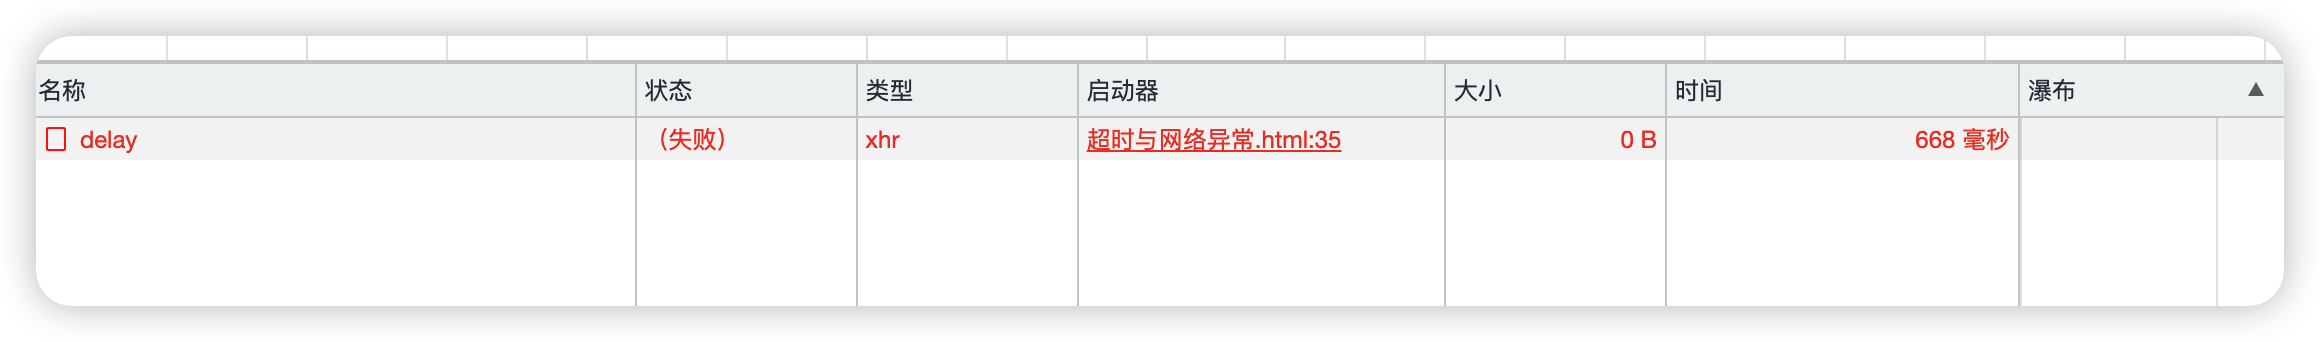 名称 状态 类型 启动器 大小 时间 瀑布 ▲
delay （失败） xhr 超时与网络异常.html:35 0 B 668 毫秒